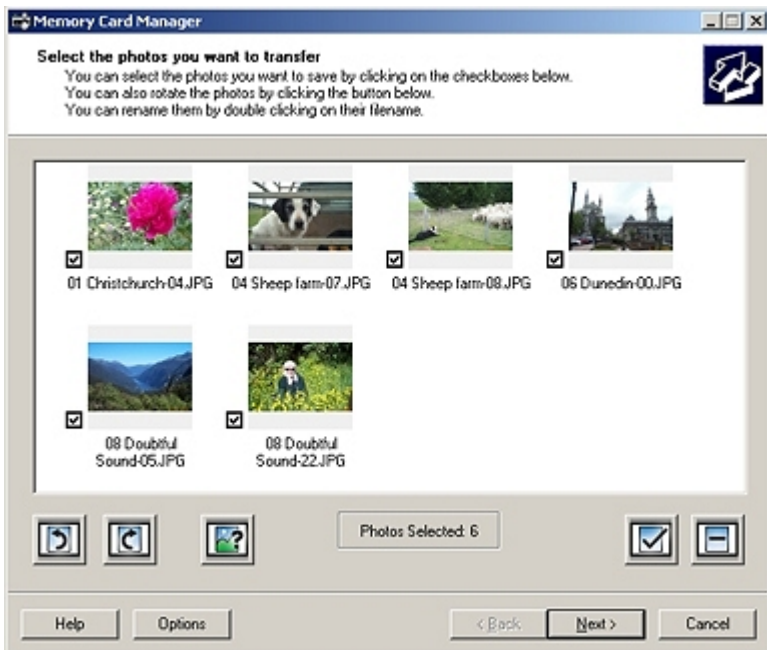 Memory Card Manager
Select the photos you want to transfer
You can select the photos you want to save by clicking on the checkboxes below.
You can also rotate the photos by clicking the button below.
You can rename them by double clicking on their filename.
01 Christchurch-04.JPG
04 Sheep farm-07.JPG
04 Sheep farm-08.JPG
06 Dunedin-00.JPG
08 Doubtful
Sound-05.JPG
08 Doubtful
Sound-22.JPG
?
Photos Selected: 6
Help
Options
< Back
Next >
Cancel